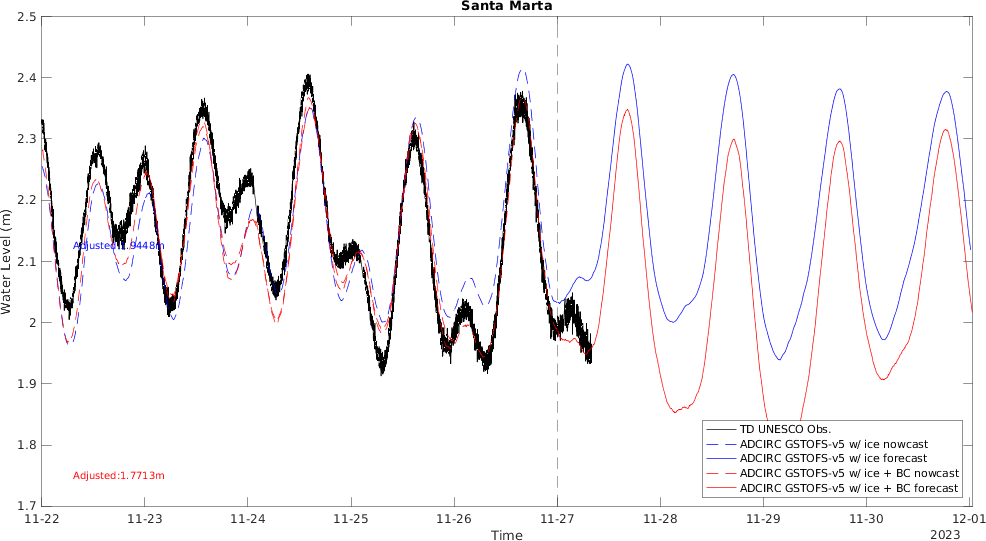 Santa Marta
2.5
2.4
2.3
2.2
2.1
2
1.9
1.8
1.7
Water Level (m)
Adjusted:1.9448m
Adjusted:1.7713m
TD UNESCO Obs.
ADCIRC GSTOFS-v5 w/ ice nowcast
ADCIRC GSTOFS-v5 w/ ice forecast
ADCIRC GSTOFS-v5 w/ ice + BC nowcast
ADCIRC GSTOFS-v5 w/ ice + BC forecast
11-22 11-23 11-24 11-25 11-26 11-27 11-28 11-29 11-30 12-01
Time
2023